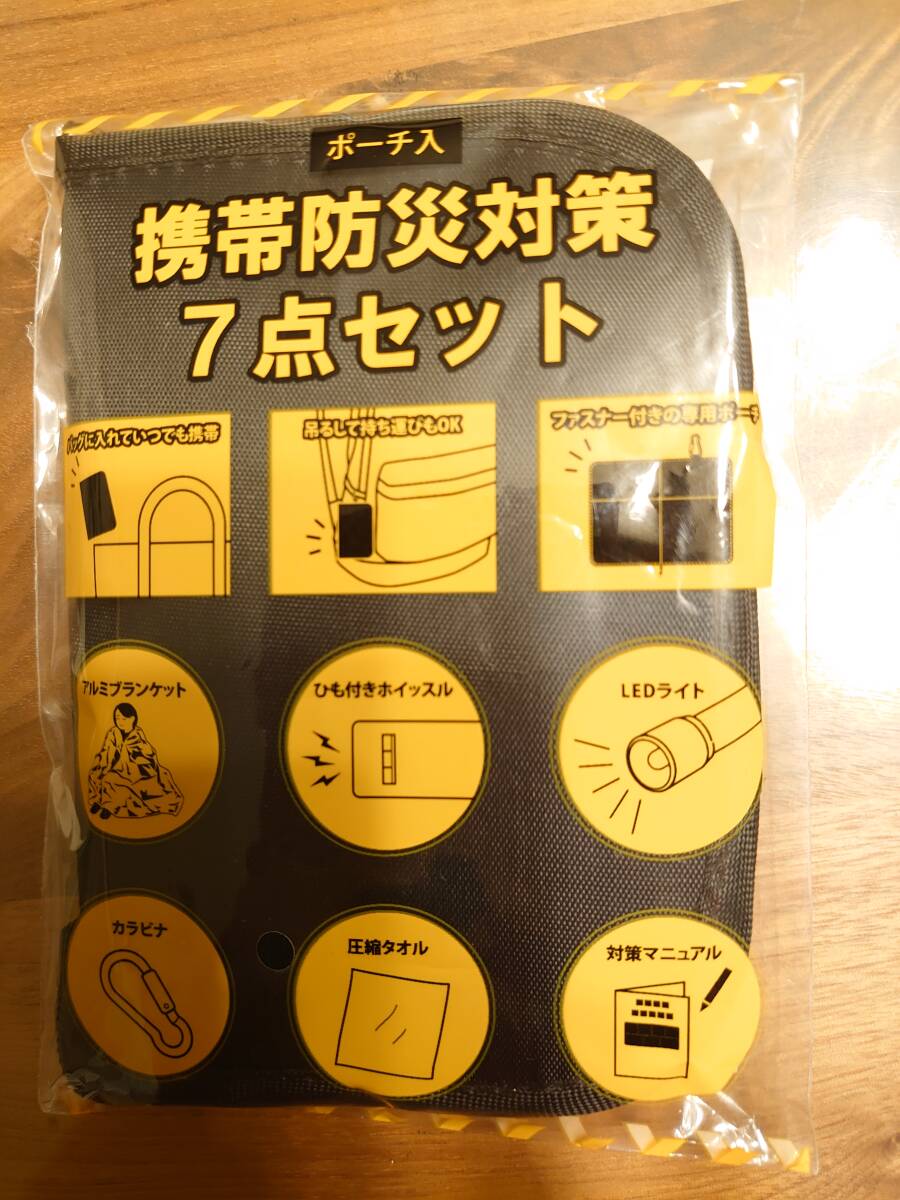 ポーチ入
携帯防災対策
7点セット
バッグに入れていつでも携帯
吊るして持ち運びもOK
ファスナー付きの専用ポーチ
アルミブランケット
ひも付きホイッスル
LEDライト
カラビナ
圧縮タオル
対策マニュアル